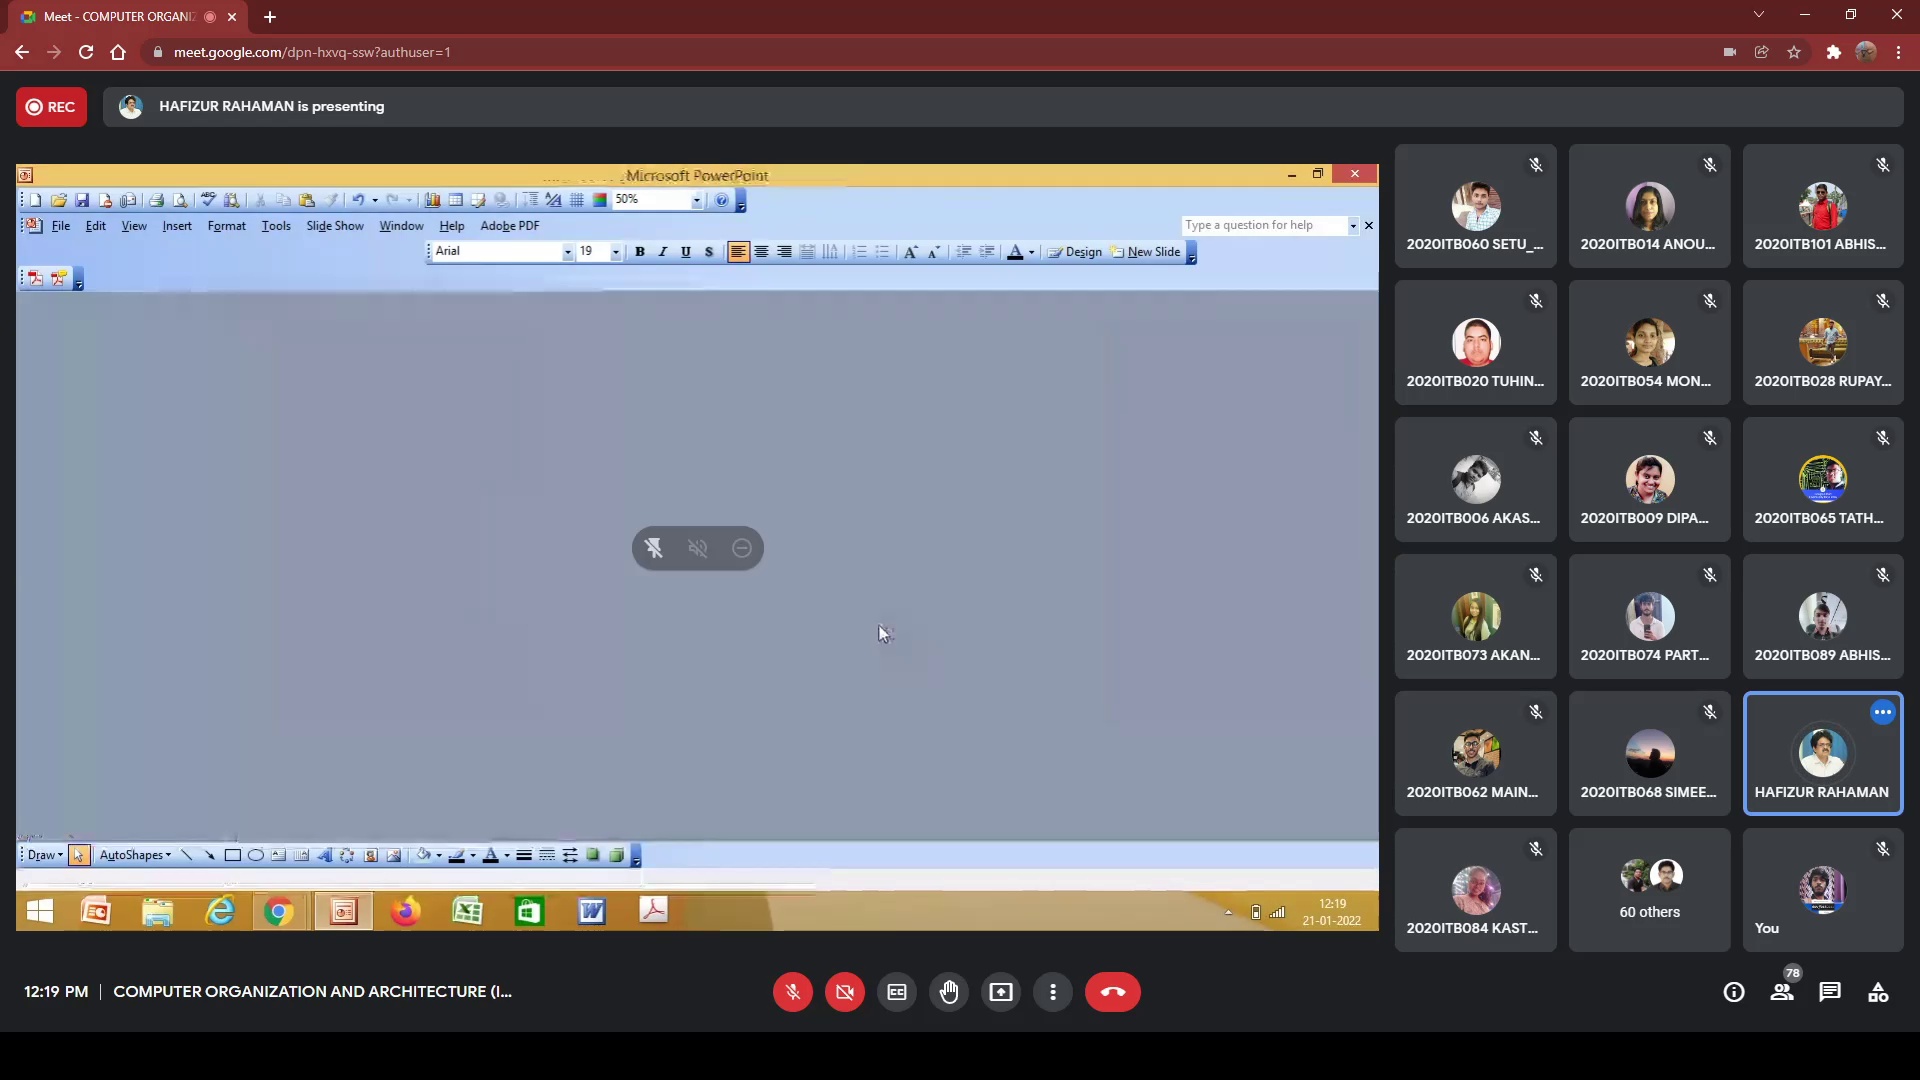 Meet - COMPUTER ORGANIZ
meet.google.com/dpn-hxvq-ssw?authuser=1
REC
HAFIZUR RAHAMAN is presenting
Microsoft PowerPoint
50%
File Edit View Insert Format Tools Slide Show Window Help Adobe PDF
Type a question for help
Arial 19 B I U S A A A Design New Slide
Draw AutoShapes A
12:19
21-01-2022
2020ITB060 SETU_...
2020ITB014 ANOU...
2020ITB101 ABHIS...
2020ITB020 TUHIN...
2020ITB054 MON...
2020ITB028 RUPAY...
2020ITB006 AKAS...
2020ITB009 DIPA...
2020ITB065 TATH...
2020ITB073 AKAN...
2020ITB074 PART...
2020ITB089 ABHIS...
2020ITB062 MAIN...
2020ITB068 SIMEE...
HAFIZUR RAHAMAN
2020ITB084 KAST...
60 others
You
12:19 PM | COMPUTER ORGANIZATION AND ARCHITECTURE (I...
78